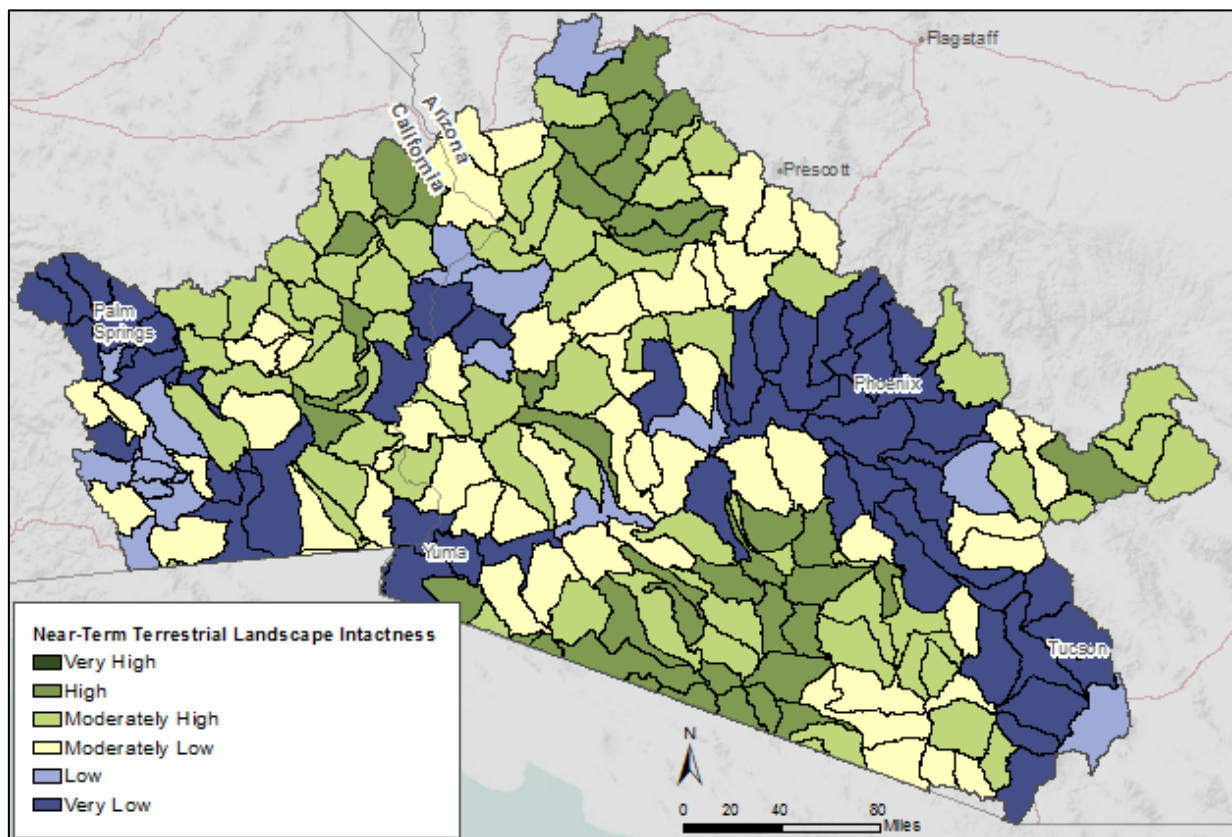 Flagstaff
Arizona
California
Prescott
Palm
Springs
Phoenix
Yuma
Tucson
Near-Term Terrestrial Landscape Intactness
Very High
High
Moderately High
Moderately Low
Low
Very Low
N
0 20 40 80
Miles